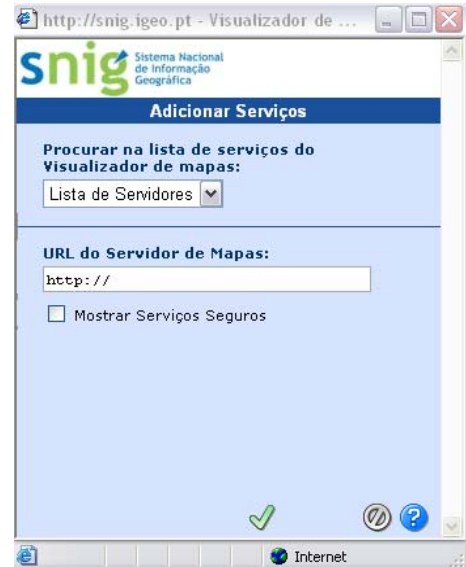 http://snig.igeo.pt - Visualizador de ...
snig
Sistema Nacional
de Informação
Geográfica
Adicionar Serviços
Procurar na lista de serviços do
Visualizador de mapas:
Lista de Servidores
URL do Servidor de Mapas:
http://
Mostrar Serviços Seguros
Internet